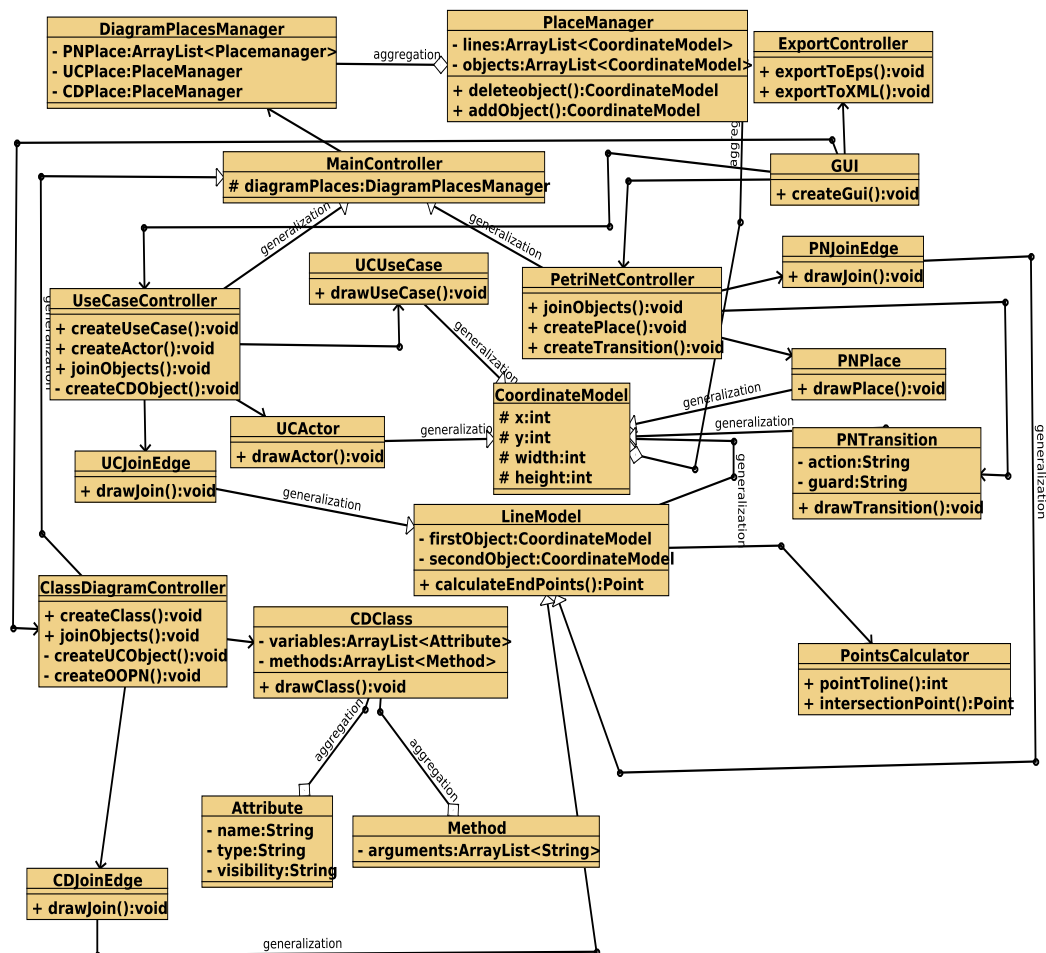 DiagramPlacesManager
- PNPlace:ArrayList<Placemanager>
- UCPlace:PlaceManager
- CDPlace:PlaceManager
aggregation
PlaceManager
- lines:ArrayList<CoordinateModel>
- objects:ArrayList<CoordinateModel>
+ deleteobject():CoordinateModel
+ addObject():CoordinateModel
ExportController
+ exportToEps():void
+ exportToXML():void
aggreg
MainController
# diagramPlaces:DiagramPlacesManager
GUI
+ createGui():void
generalization
generalization
UCUseCase
+ drawUseCase():void
PNJoinEdge
+ drawJoin():void
PetriNetController
+ joinObjects():void
+ createPlace():void
+ createTransition():void
generalization
UseCaseController
+ createUseCase():void
+ createActor():void
+ joinObjects():void
- createCDObject():void
generalization
PNPlace
+ drawPlace():void
generalization
CoordinateModel
# x:int
# y:int
# width:int
# height:int
generalization
UCActor
+ drawActor():void
generalization
PNTransition
- action:String
- guard:String
+ drawTransition():void
generalization
UCJoinEdge
+ drawJoin():void
generalization
generalization
LineModel
- firstObject:CoordinateModel
- secondObject:CoordinateModel
+ calculateEndPoints():Point
ClassDiagramController
+ createClass():void
+ joinObjects():void
- createUCObject():void
- createOOPN():void
CDClass
- variables:ArrayList<Attribute>
- methods:ArrayList<Method>
+ drawClass():void
PointsCalculator
+ pointToline():int
+ intersectionPoint():Point
aggregation
aggregation
Attribute
- name:String
- type:String
- visibility:String
Method
- arguments:ArrayList<String>
CDJoinEdge
+ drawJoin():void
generalization